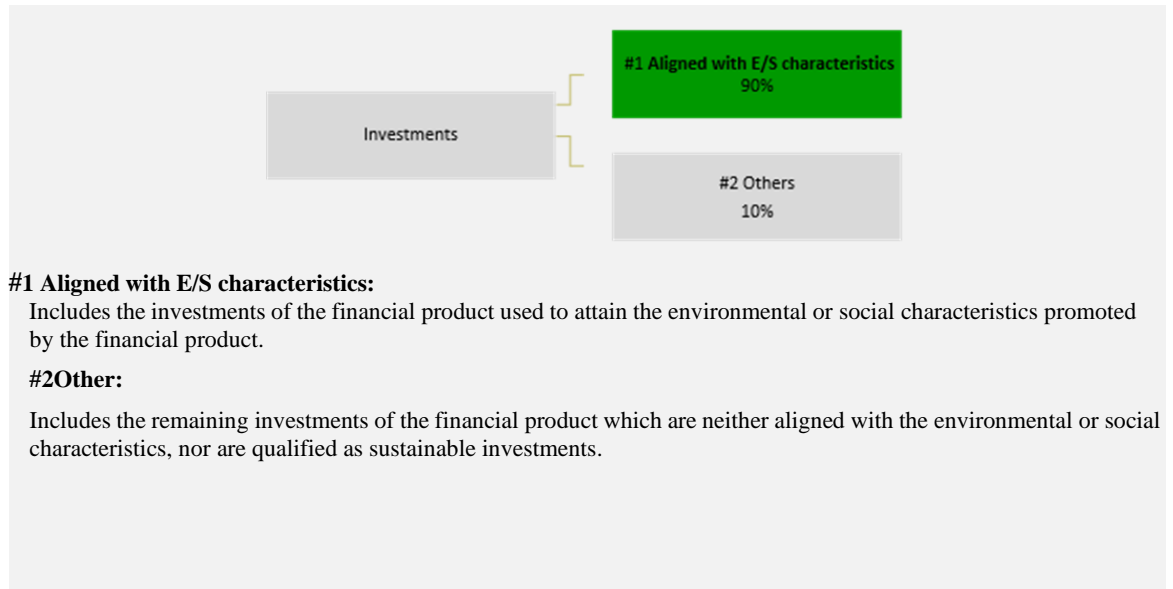 #1 Aligned with E/S characteristics
90%
Investments
#2 Others
10%
#1 Aligned with E/S characteristics:
Includes the investments of the financial product used to attain the environmental or social characteristics promoted
by the financial product.
#2Other:
Includes the remaining investments of the financial product which are neither aligned with the environmental or social
characteristics, nor are qualified as sustainable investments.